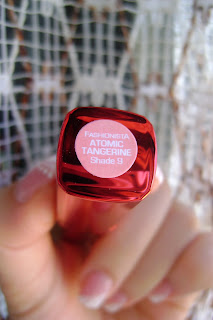 FASHIONISTA
ATOMIC
TANGERINE
Shade 9